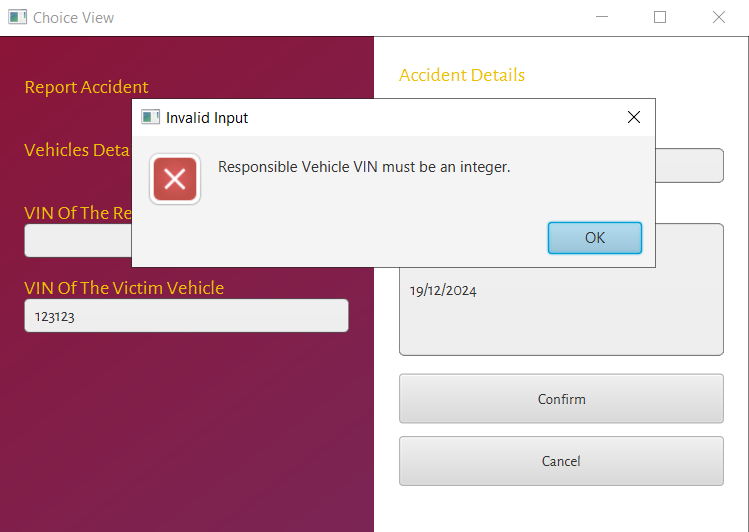 Choice View
Report Accident
Accident Details
Invalid Input
Vehicles Deta
Responsible Vehicle VIN must be an integer.
VIN Of The Re
OK
VIN Of The Victim Vehicle
123123
19/12/2024
Confirm
Cancel